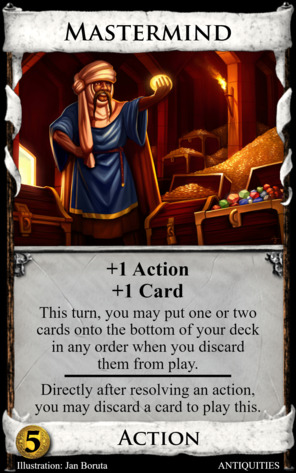 MASTERMIND
+1 Action
+1 Card
This turn, you may put one or two
cards onto the bottom of your deck
in any order when you discard
them from play.
Directly after resolving an action,
you may discard a card to play this.
5
ACTION
Illustration: Jan Boruta
ANTIQUITIES